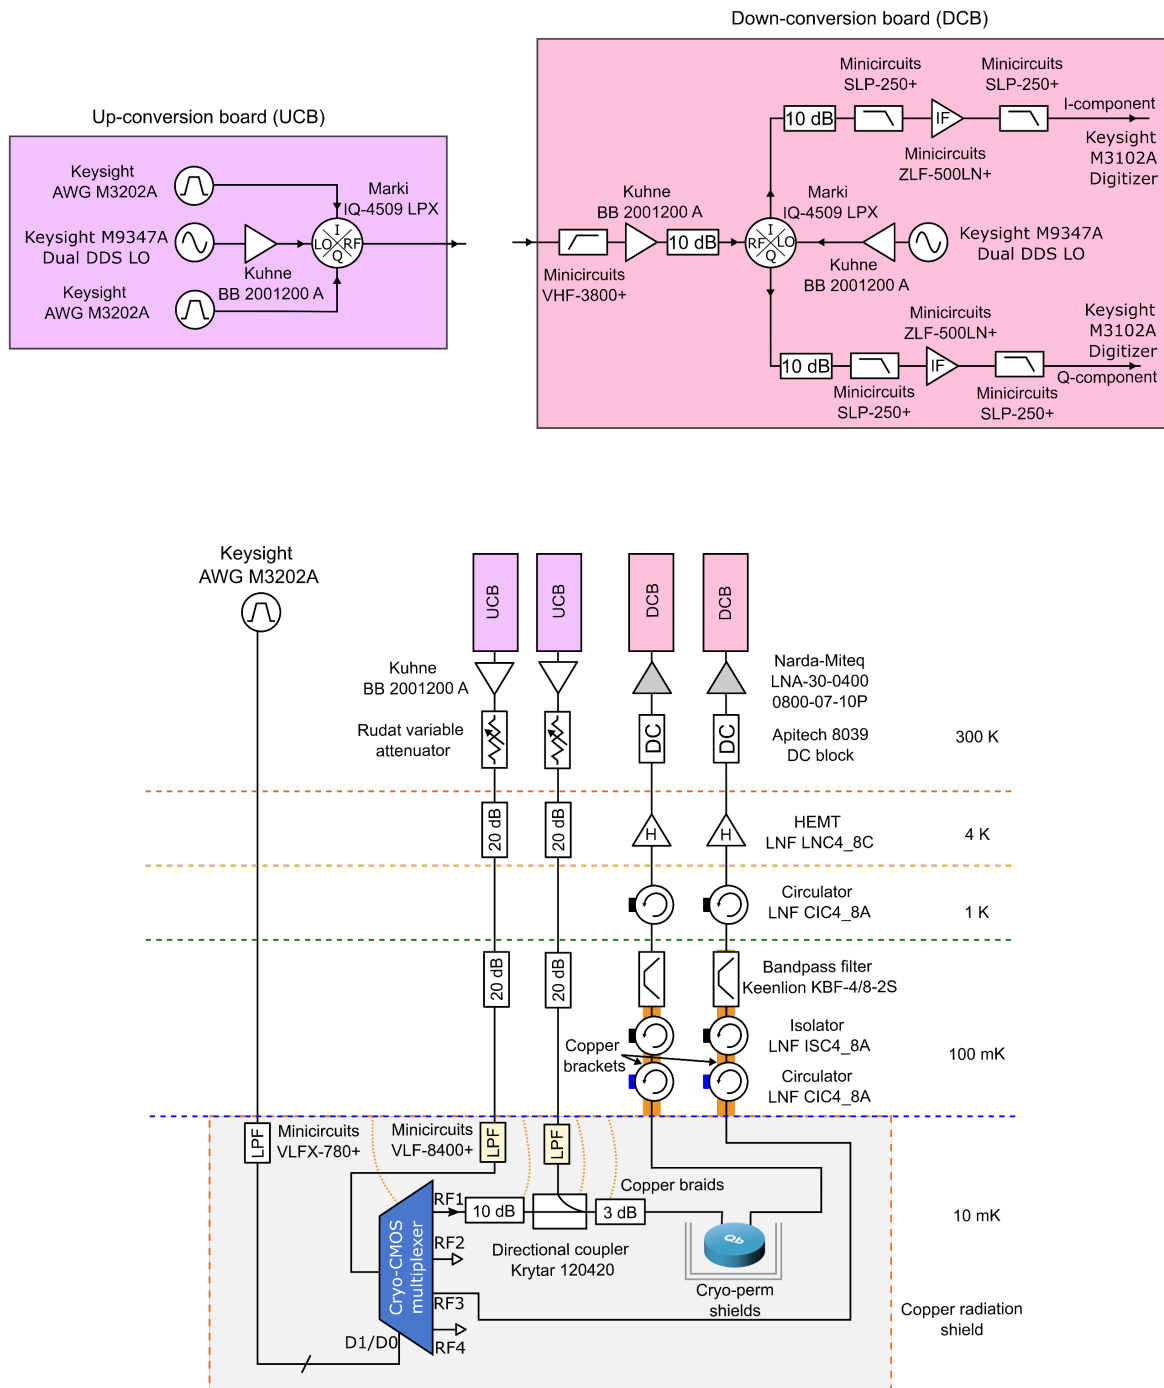 Down-conversion board (DCB)
Up-conversion board (UCB)
Keysight
AWG M3202A
Keysight M9347A
Dual DDS LO
Keysight
AWG M3202A
Kuhne
BB 2001200 A
Marki
IQ-4509 LPX
I
LO
RF
Q
Minicircuits
VHF-3800+
Kuhne
BB 2001200 A
10 dB
Marki
IQ-4509 LPX
I
RF
LO
Q
Kuhne
BB 2001200 A
Keysight M9347A
Dual DDS LO
10 dB
Minicircuits
SLP-250+
IF
Minicircuits
ZLF-500LN+
Minicircuits
SLP-250+
I-component
Keysight
M3102A
Digitizer
10 dB
Minicircuits
SLP-250+
Minicircuits
ZLF-500LN+
IF
Minicircuits
SLP-250+
Keysight
M3102A
Digitizer
Q-component
Keysight
AWG M3202A
UCB
UCB
DCB
DCB
Kuhne
BB 2001200 A
Narda-Miteq
LNA-30-0400
0800-07-10P
Rudat variable
attenuator
DC
DC
Apitech 8039
DC block
300 K
20 dB
20 dB
H
H
HEMT
LNF LNC4_8C
4 K
Circulator
LNF CIC4_8A
1 K
20 dB
20 dB
Bandpass filter
Keenlion KBF-4/8-2S
Isolator
LNF ISC4_8A
Copper
brackets
Circulator
LNF CIC4_8A
100 mK
LPF
Minicircuits
VLFX-780+
Minicircuits
VLF-8400+
LPF
LPF
Copper braids
RF1
10 dB
3 dB
RF2
RF3
RF4
Cryo-CMOS
multiplexer
D1/D0
Directional coupler
Krytar 120420
Qb
Cryo-perm
shields
10 mK
Copper radiation
shield